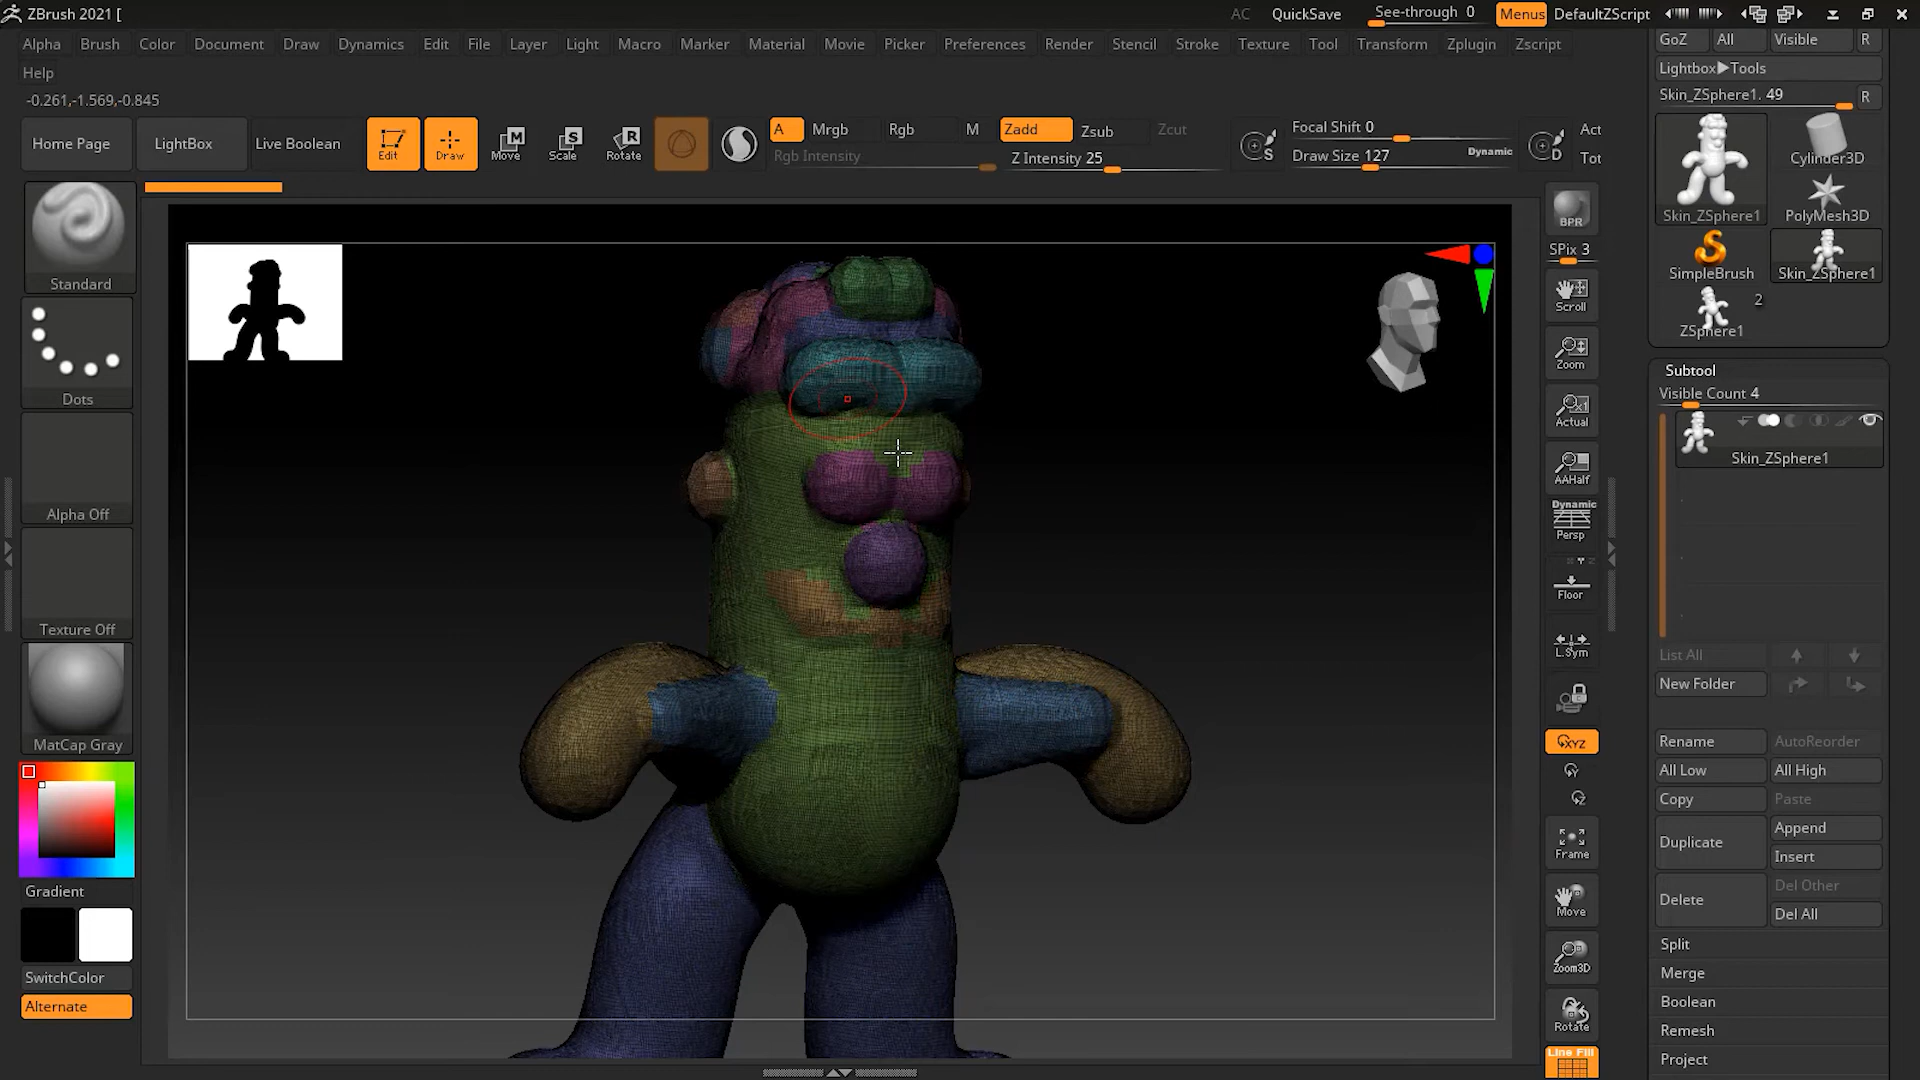 ZBrush 2021 [
AC QuickSave See-through 0 Menus DefaultZScript
Alpha Brush Color Document Draw Dynamics Edit File Layer Light Macro Marker Material Movie Picker Preferences Render Stencil Stroke Texture Tool Transform Zplugin Zscript
Help
-0.261,-1.569,-0.845
Home Page LightBox Live Boolean Edit Draw Move Scale Rotate
M S R
A Mrgb Rgb M Zadd Zsub Zcut
Rgb Intensity Z Intensity 25
S Focal Shift 0
Draw Size 127 Dynamic
D Act
Tot
Standard
Dots
Alpha Off
Texture Off
MatCap Gray
Gradient
SwitchColor
Alternate
BPR
SPix 3
Scroll
Zoom
Actual
AAHalf
Dynamic
Persp
Floor
L.Sym
XYZ
Y
Z
Frame
Move
Zoom3D
Rotate
Line Fill
GoZ All Visible R
Lightbox▶Tools
Skin_ZSphere1. 49 R
Skin_ZSphere1
Cylinder3D
PolyMesh3D
SimpleBrush
Skin_ZSphere1
2
ZSphere1
Subtool
Visible Count 4
Skin_ZSphere1
List All
New Folder
Rename AutoReorder
All Low All High
Copy Paste
Duplicate Append
Insert
Delete Del Other
Del All
Split
Merge
Boolean
Remesh
Project